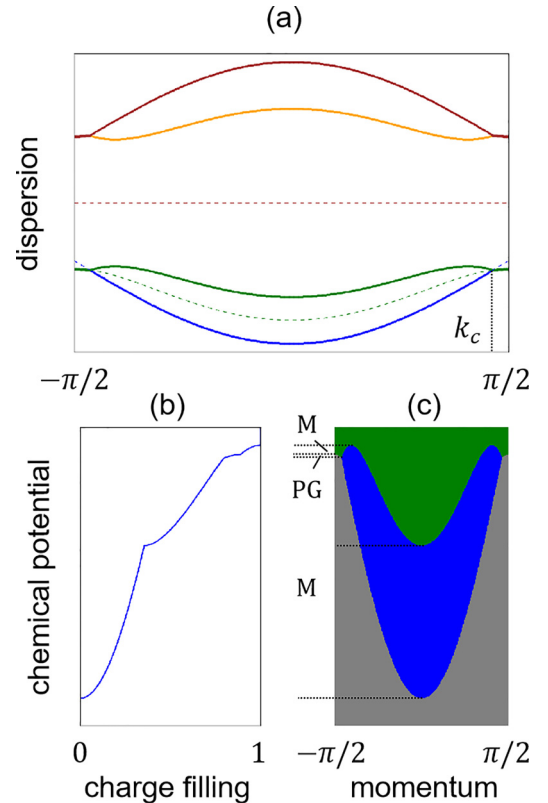 (a)
dispersion
k_c
−π/2
π/2
(b)
(c)
chemical potential
M
PG
M
0
1
−π/2
π/2
charge filling
momentum